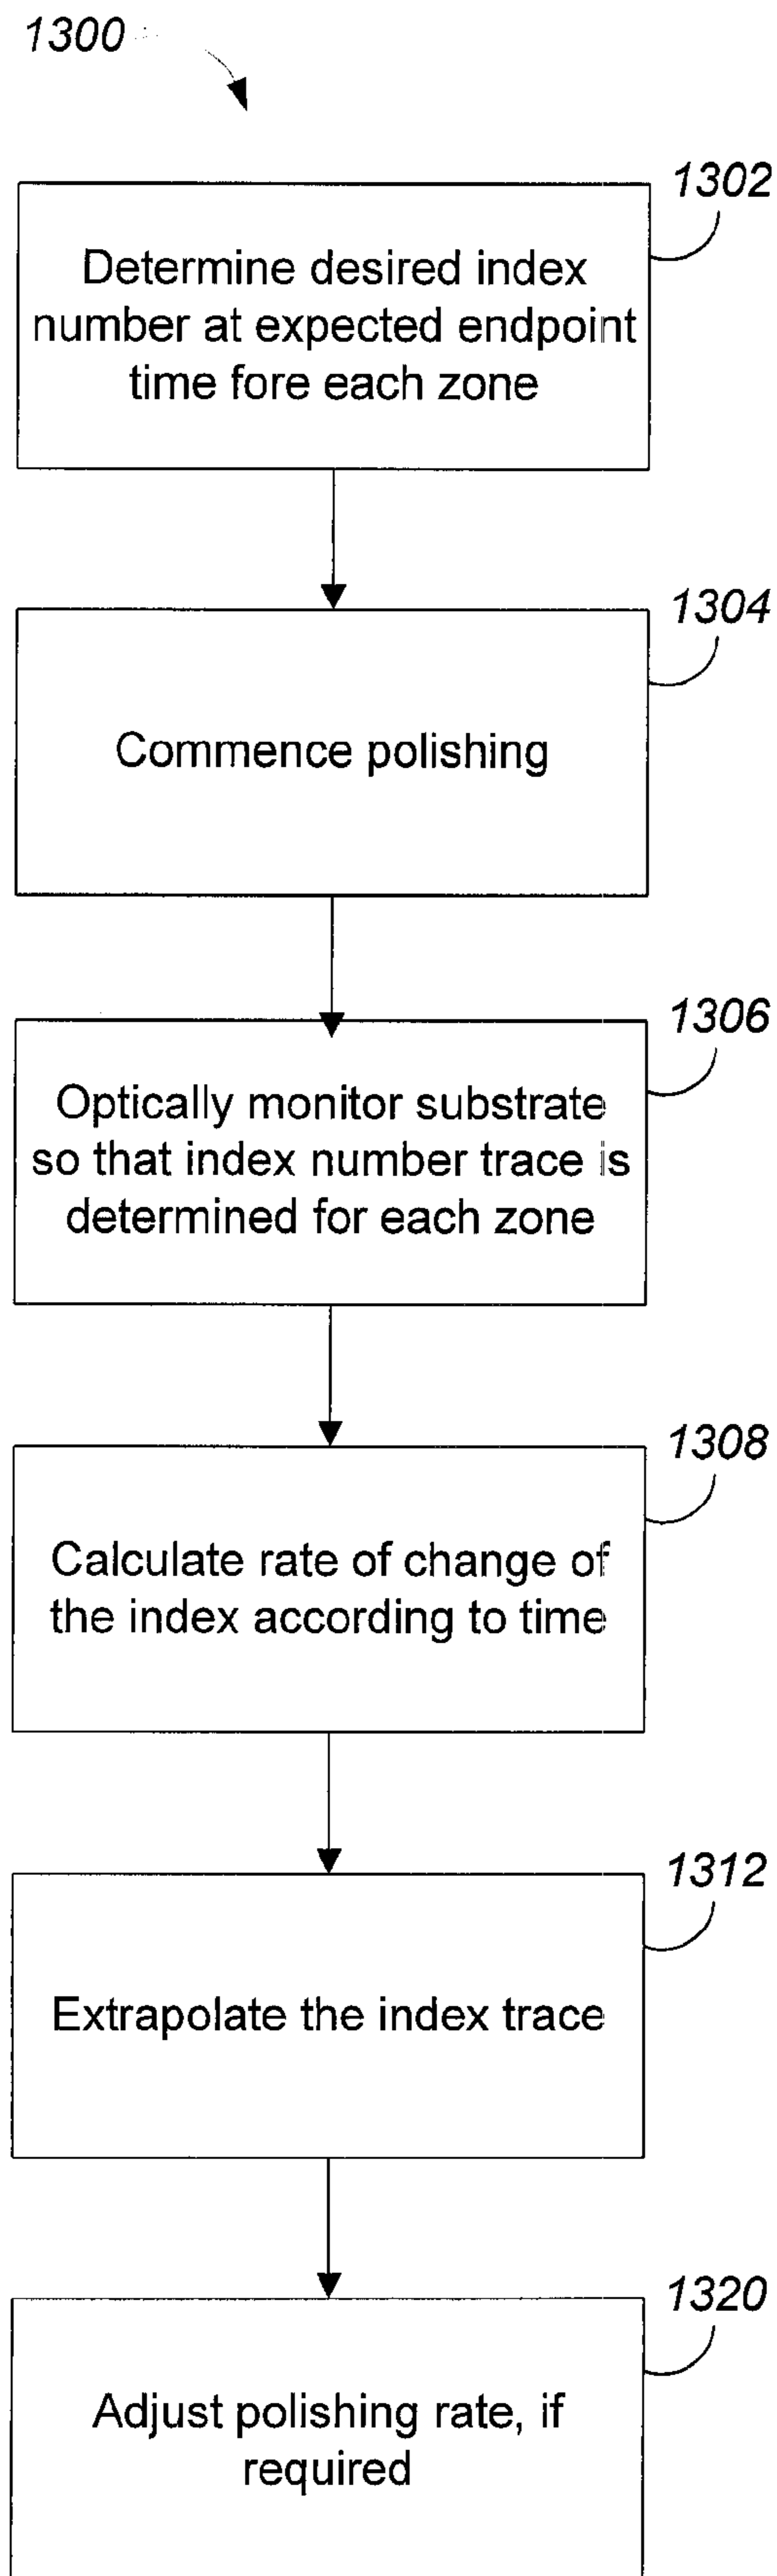 1300
1302
Determine desired index
number at expected endpoint
time fore each zone
1304
Commence polishing
1306
Optically monitor substrate
so that index number trace is
determined for each zone
1308
Calculate rate of change of
the index according to time
1312
Extrapolate the index trace
1320
Adjust polishing rate, if
required